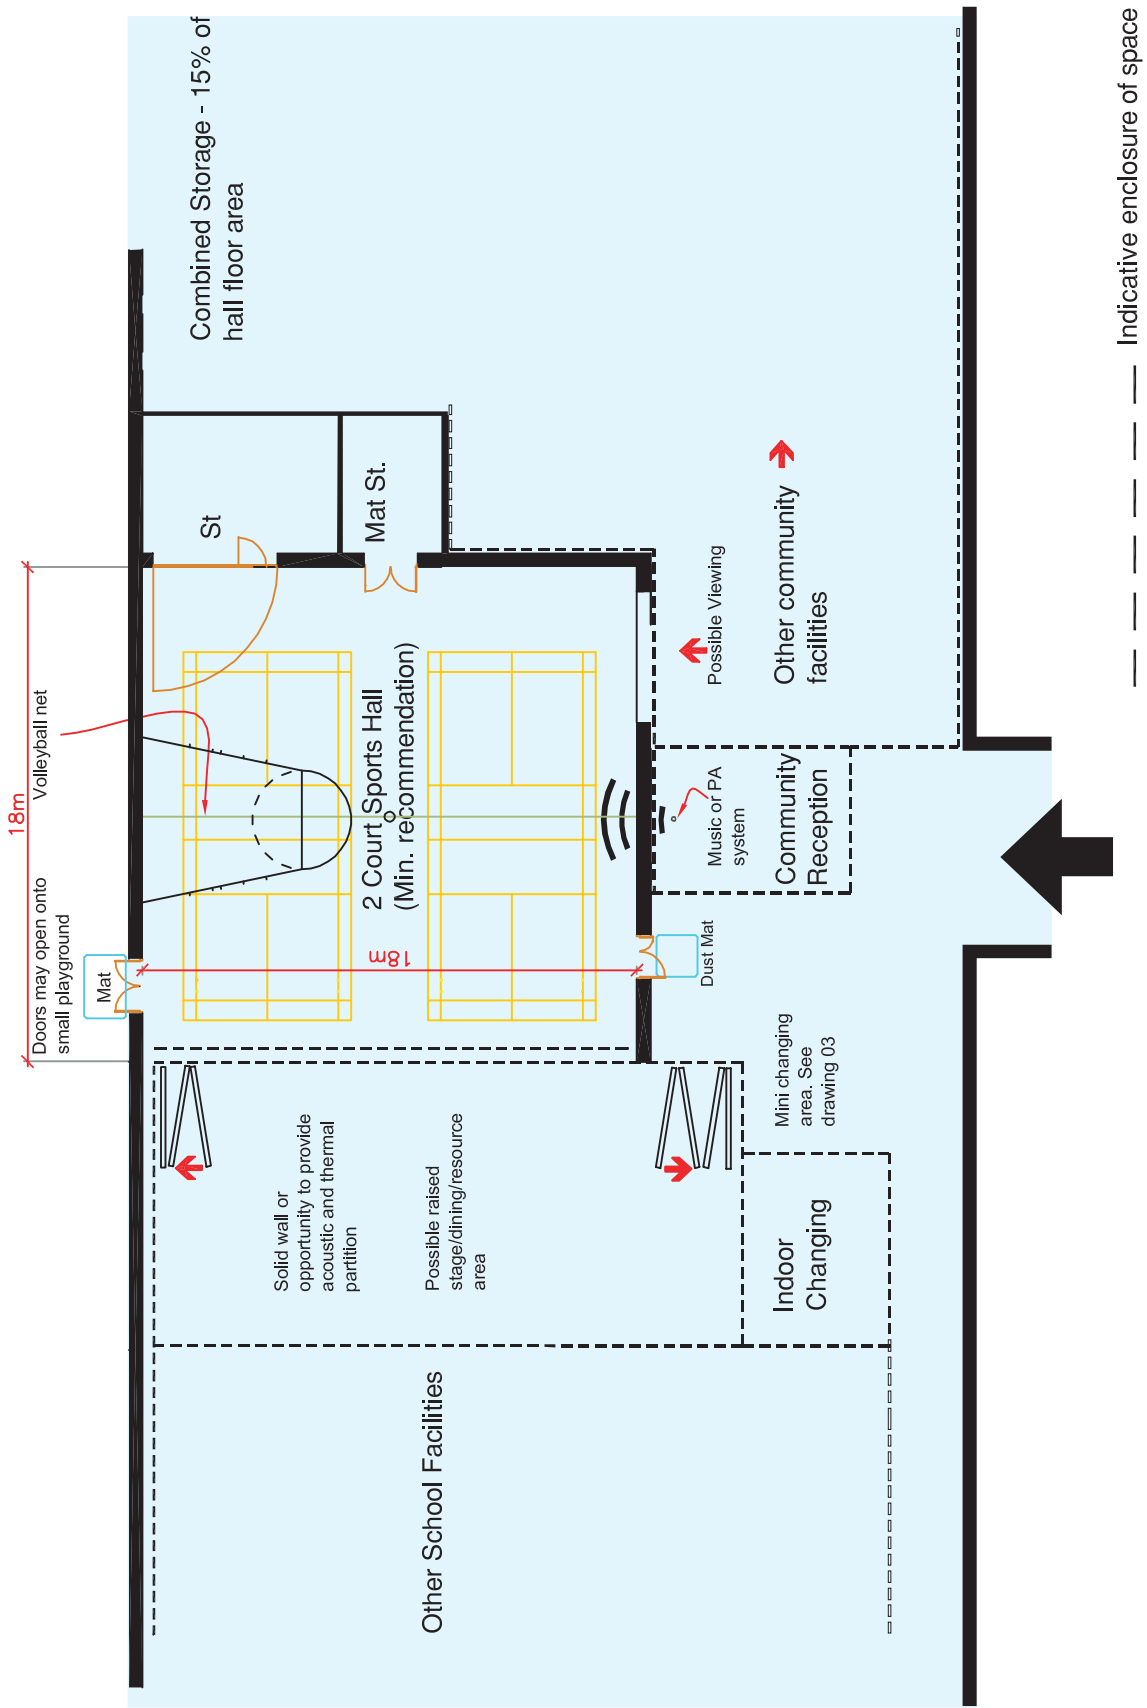 Doors may open onto
small playground
18m
Volleyball net
Mat
Combined Storage - 15% of
hall floor area
St
Mat St.
2 Court Sports Hall
(Min. recommendation)
18m
Solid wall or
opportunity to provide
acoustic and thermal
partition
Possible raised
stage/dining/resource
area
Other School Facilities
Dust Mat
Music or PA
system
Possible Viewing
Indoor
Changing
Mini changing
area. See
drawing 03
Community
Reception
Other community
facilities
Indicative enclosure of space